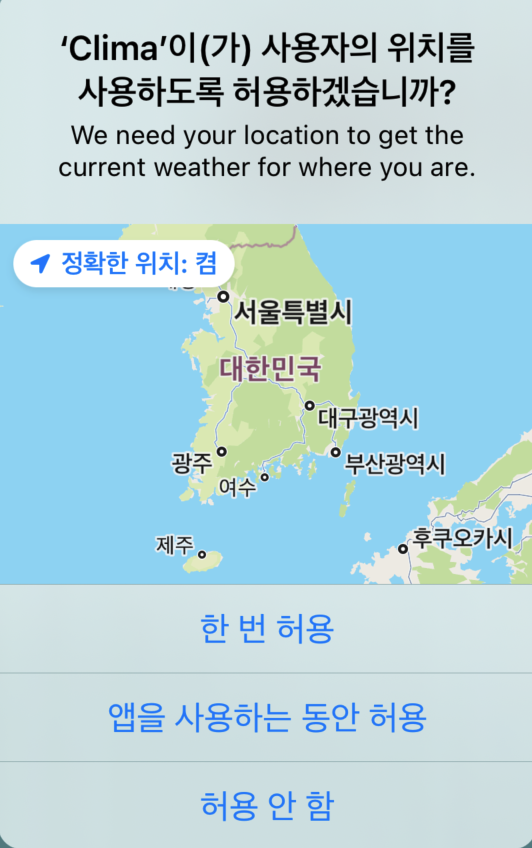 ‘Clima’이(가) 사용자의 위치를
사용하도록 허용하겠습니까?
We need your location to get the
current weather for where you are.
정확한 위치: 켬
서울특별시
대한민국
대구광역시
광주
부산광역시
여수
제주
후쿠오카시
한 번 허용
앱을 사용하는 동안 허용
허용 안 함